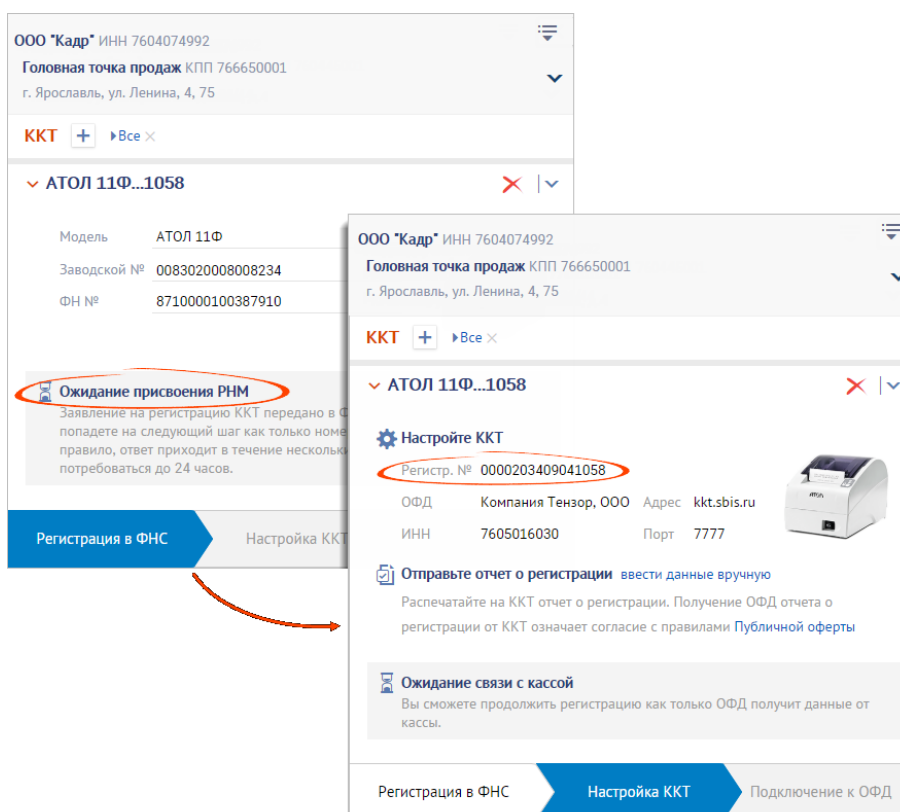 ООО "Кадр" ИНН 7604074992
Головная точка продаж КПП 766650001
г. Ярославль, ул. Ленина, 4, 75
ККТ + Все
АТОЛ 11Ф...1058
Модель АТОЛ 11Ф
Заводской № 0083020008008234
ФН № 8710000100387910
Ожидание присвоения РНМ
Заявление на регистрацию ККТ передано в
попадете на следующий шаг как только
правило, ответ приходит в течение
потребоваться до 24 часов.
Регистрация в ФНС Настройка ККТ
ООО "Кадр" ИНН 7604074992
Головная точка продаж КПП 766650001
г. Ярославль, ул. Ленина, 4, 75
ККТ + Все
АТОЛ 11Ф...1058
Настройте ККТ
Регистр. № 0000203409041058
ОФД Компания Тензор, ООО Адрес kkt.sbis.ru
ИНН 7605016030 Порт 7777
Отправьте отчет о регистрации ввести данные вручную
Распечатайте на ККТ отчет о регистрации. Получение ОФД отчета о
регистрации от ККТ означает согласие с правилами Публичной оферты
Ожидание связи с кассой
Вы сможете продолжить регистрацию как только ОФД получит данные от
кассы.
Регистрация в ФНС Настройка ККТ Подключение к ОФД